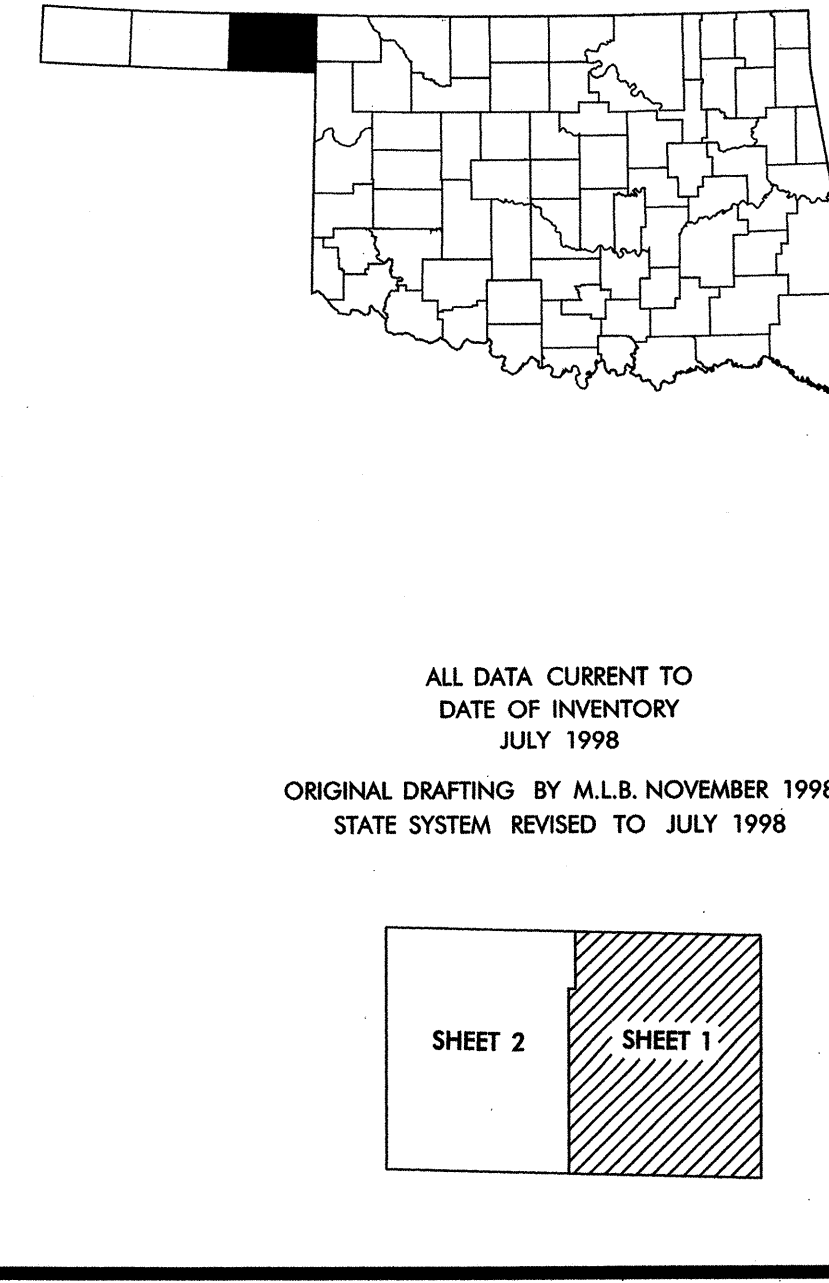 ALL DATA CURRENT TO
DATE OF INVENTORY
JULY 1998
ORIGINAL DRAFTING BY M.L.B. NOVEMBER 1998
STATE SYSTEM REVISED TO JULY 1998
SHEET 2
SHEET 1